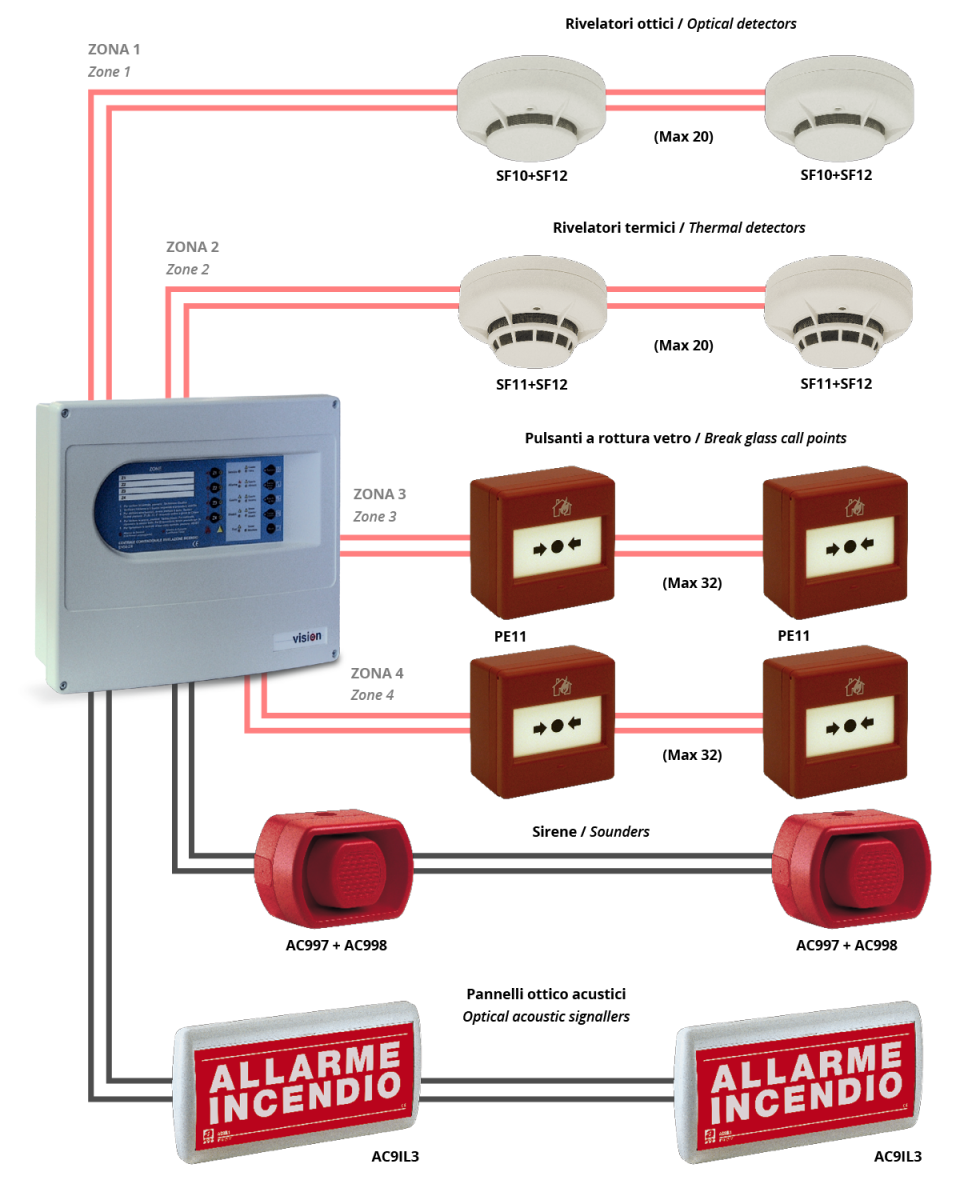 Rivelatori ottici / Optical detectors
ZONA 1
Zone 1
(Max 20)
SF10+SF12
SF10+SF12
Rivelatori termici / Thermal detectors
ZONA 2
Zone 2
(Max 20)
SF11+SF12
SF11+SF12
Pulsanti a rottura vetro / Break glass call points
ZONA 3
Zone 3
(Max 32)
PE11
PE11
vision
ZONA 4
Zone 4
(Max 32)
Sirene / Sounders
AC997 + AC998
AC997 + AC998
Pannelli ottico acustici
Optical acoustic signallers
ALLARME
INCENDIO
ALLARME
INCENDIO
AC9IL3
AC9IL3